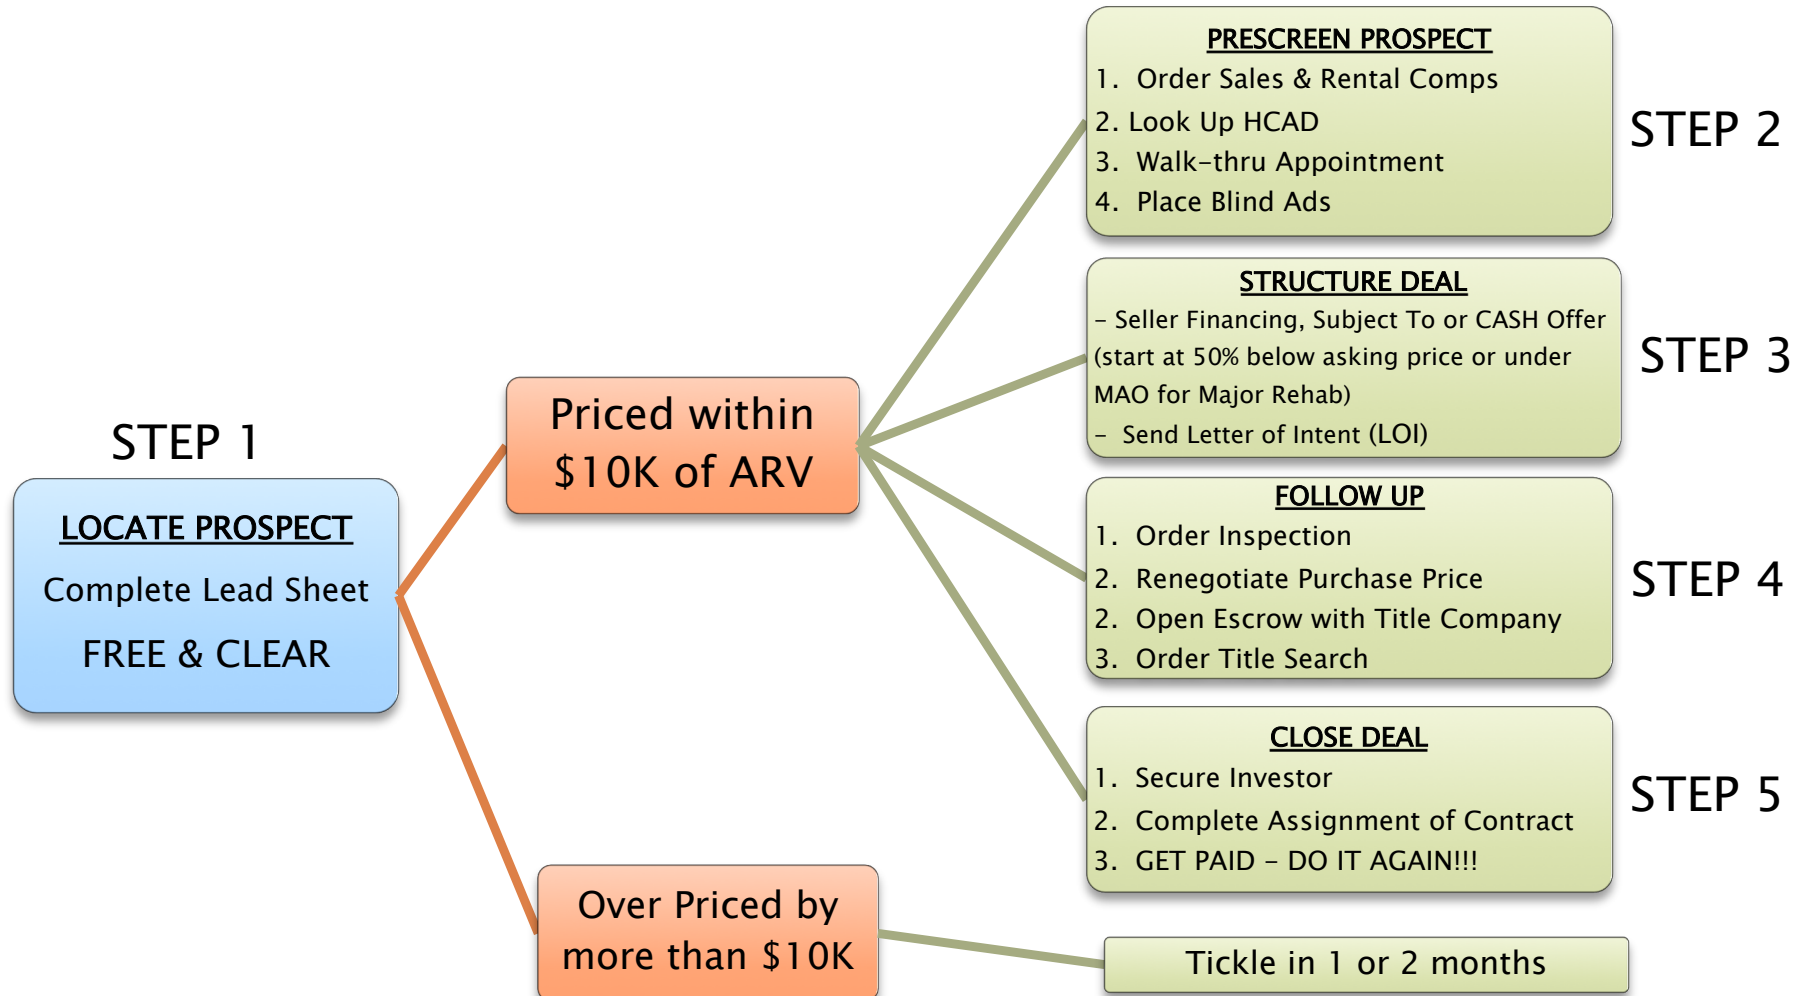 STEP 1
LOCATE PROSPECT
Complete Lead Sheet
FREE & CLEAR
Priced within
$10K of ARV
Over Priced by
more than $10K
PRESCREEN PROSPECT
1. Order Sales & Rental Comps
2. Look Up HCAD
3. Walk-thru Appointment
4. Place Blind Ads
STEP 2
STRUCTURE DEAL
- Seller Financing, Subject To or CASH Offer
(start at 50% below asking price or under
MAO for Major Rehab)
- Send Letter of Intent (LOI)
STEP 3
FOLLOW UP
1. Order Inspection
2. Renegotiate Purchase Price
2. Open Escrow with Title Company
3. Order Title Search
STEP 4
CLOSE DEAL
1. Secure Investor
2. Complete Assignment of Contract
3. GET PAID - DO IT AGAIN!!!
STEP 5
Tickle in 1 or 2 months